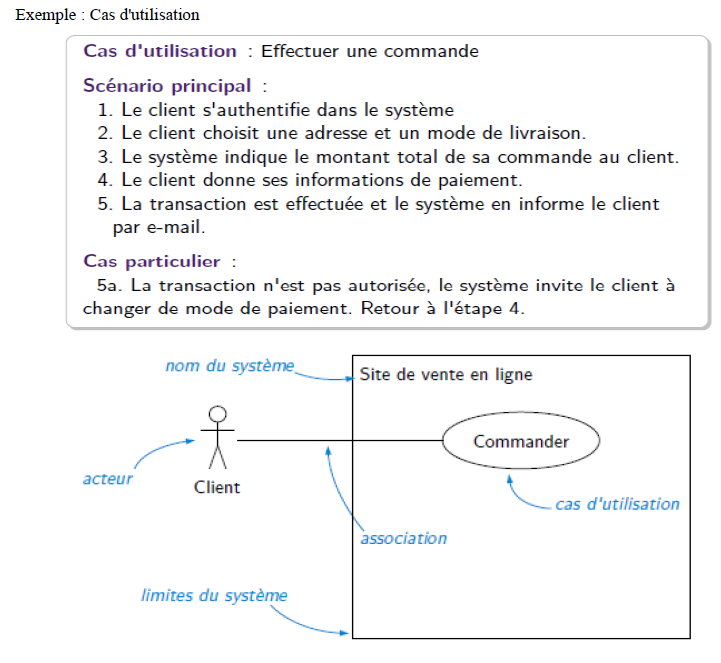 Exemple : Cas d'utilisation
Cas d'utilisation : Effectuer une commande
Scénario principal :
1. Le client s'authentifie dans le système
2. Le client choisit une adresse et un mode de livraison.
3. Le système indique le montant total de sa commande au client.
4. Le client donne ses informations de paiement.
5. La transaction est effectuée et le système en informe le client
par e-mail.
Cas particulier :
5a. La transaction n'est pas autorisée, le système invite le client à
changer de mode de paiement. Retour à l'étape 4.
nom du système
Site de vente en ligne
Commander
acteur
Client
cas d'utilisation
association
limites du système